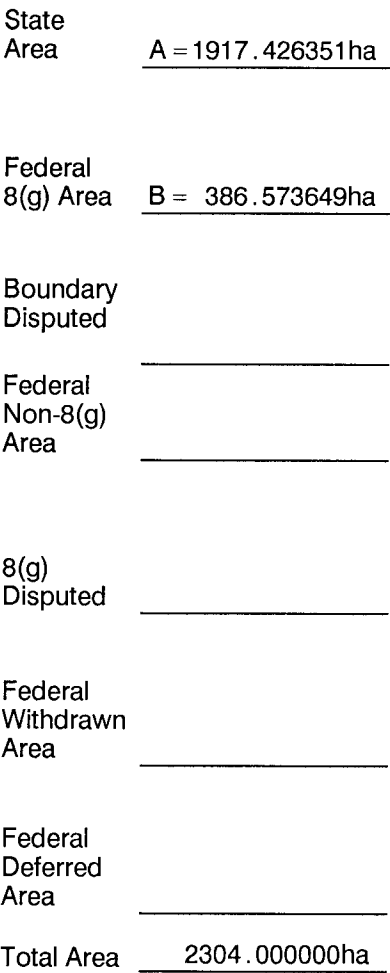 State
Area A = 1917.426351ha
Federal
8(g) Area B = 386.573649ha
Boundary
Disputed
Federal
Non-8(g)
Area
8(g)
Disputed
Federal
Withdrawn
Area
Federal
Deferred
Area
Total Area 2304.000000ha